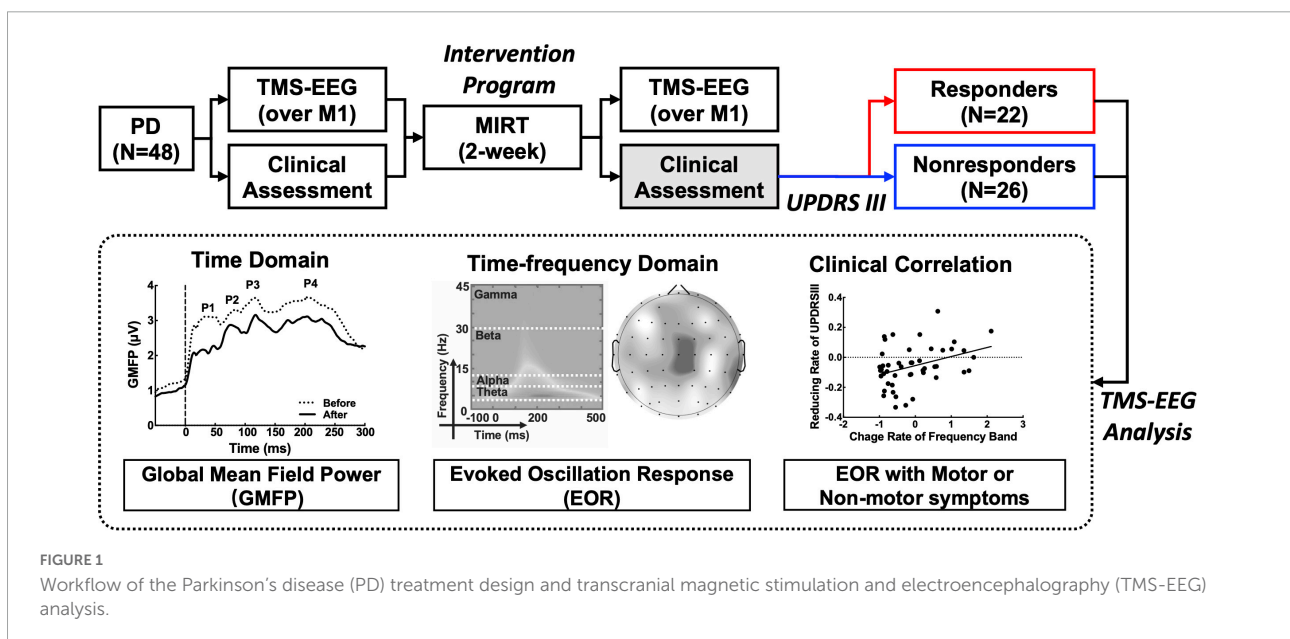 Intervention
Program
PD
(N=48)
TMS-EEG
(over M1)
Clinical
Assessment
MIRT
(2-week)
TMS-EEG
(over M1)
Clinical
Assessment
UPDRS III
Responders
(N=22)
Nonresponders
(N=26)
TMS-EEG
Analysis
Time Domain
4
3
2
1
0
GMFP (μV)
P1
P2
P3
P4
Before
After
0
50
100
150
200
250
300
Time (ms)
Global Mean Field Power
(GMFP)
Time-frequency Domain
45
30
15
0
Frequency (Hz)
Gamma
Beta
Alpha
Theta
-100 0 200 500
Time (ms)
Evoked Oscillation Response
(EOR)
Clinical Correlation
0.4
0.2
0.0
-0.2
-0.4
Reducing Rate of UPDRSIII
-2 -1 0 1 2 3
Chage Rate of Frequency Band
EOR with Motor or
Non-motor symptoms
FIGURE 1
Workflow of the Parkinson's disease (PD) treatment design and transcranial magnetic stimulation and electroencephalography (TMS-EEG)
analysis.